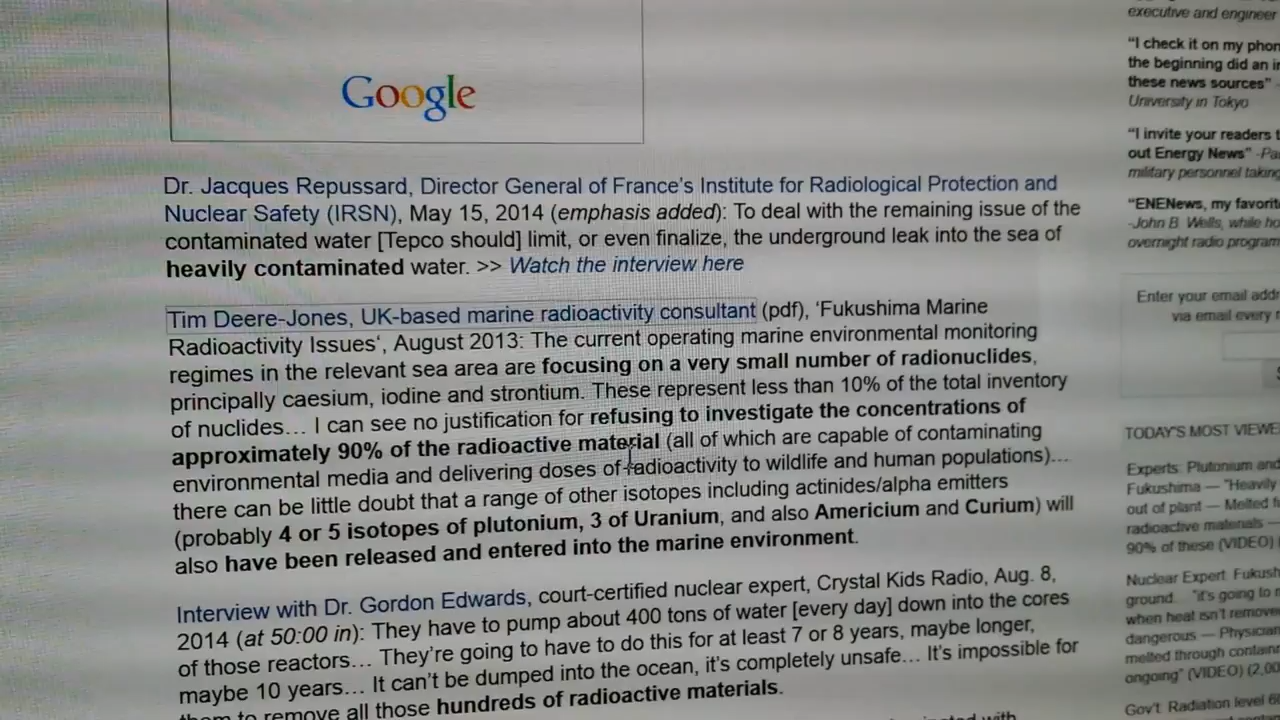 Google
Dr. Jacques Repussard, Director General of France's Institute for Radiological Protection and
Nuclear Safety (IRSN), May 15, 2014 (emphasis added): To deal with the remaining issue of the
contaminated water [Tepco should] limit, or even finalize, the underground leak into the sea of
heavily contaminated water. >> Watch the interview here
Tim Deere-Jones, UK-based marine radioactivity consultant (pdf), 'Fukushima Marine
Radioactivity Issues', August 2013: The current operating marine environmental monitoring
regimes in the relevant sea area are focusing on a very small number of radionuclides,
principally caesium, iodine and strontium. These represent less than 10% of the total inventory
of nuclides… I can see no justification for refusing to investigate the concentrations of
approximately 90% of the radioactive material (all of which are capable of contaminating
environmental media and delivering doses of radioactivity to wildlife and human populations)…
there can be little doubt that a range of other isotopes including actinides/alpha emitters
(probably 4 or 5 isotopes of plutonium, 3 of Uranium, and also Americium and Curium) will
also have been released and entered into the marine environment.
Interview with Dr. Gordon Edwards, court-certified nuclear expert, Crystal Kids Radio, Aug. 8,
2014 (at 50:00 in): They have to pump about 400 tons of water [every day] down into the cores
of those reactors… They're going to have to do this for at least 7 or 8 years, maybe longer,
maybe 10 years… It can't be dumped into the ocean, it's completely unsafe… It's impossible for
them to remove all those hundreds of radioactive materials.
with
executive and engineer
"I check it on my phon
the beginning did an in
these news sources" -
University in Tokyo
"I invite your readers t
out Energy News" -Pa
military personnel taking
"ENENews, my favorit
-John B. Wells, while ho
overnight radio program
Enter your email addr
via email every
TODAY'S MOST VIEWE
Experts: Plutonium and
Fukushima — "Heavily
out of plant — Melted f
radioactive materials —
90% of these (VIDEO)
Nuclear Expert: Fukush
ground... "it's going to
when heat isn't remove
dangerous — Physician
melted through containm
ongoing" (VIDEO) (2,00
Gov't: Radiation level 6